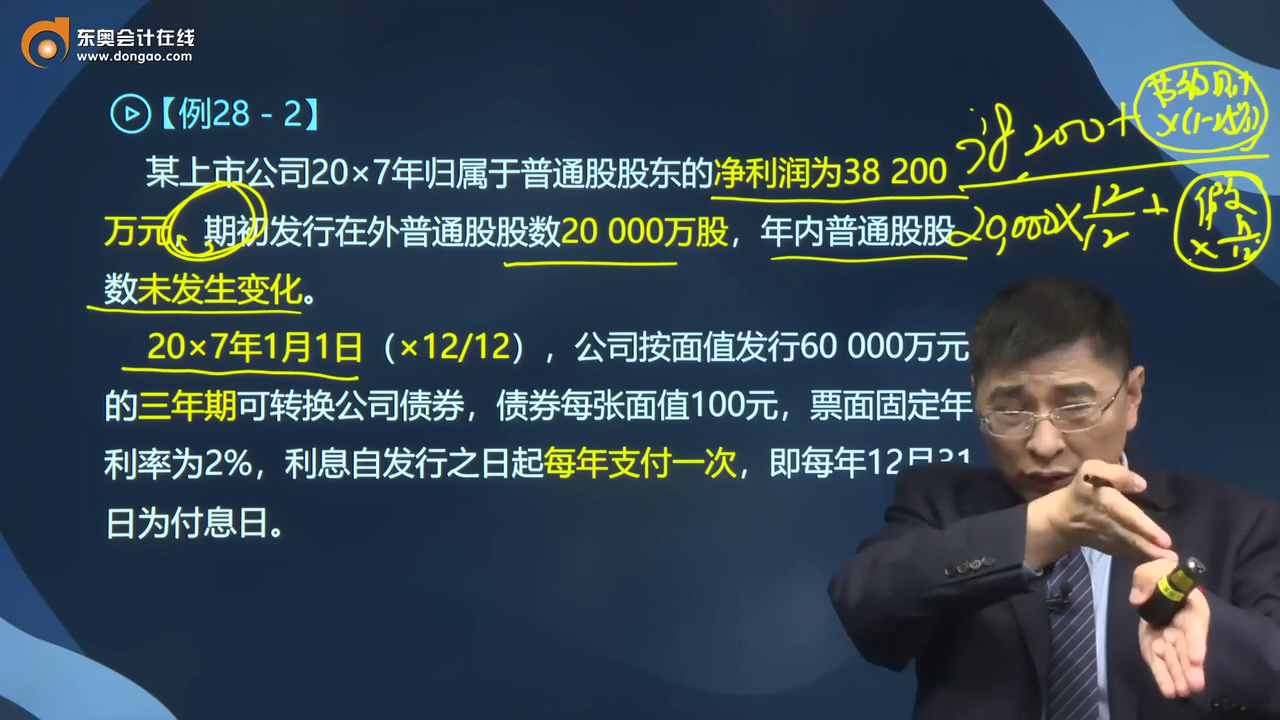 东奥会计在线
www.dongao.com
【例28－2】
某上市公司20×7年归属于普通股股东的净利润为38 200
万元，期初发行在外普通股股数20 000万股，年内普通股股
数未发生变化。
20×7年1月1日（×12/12），公司按面值发行60 000万元
的三年期可转换公司债券，债券每张面值100元，票面固定年
利率为2%，利息自发行之日起每年支付一次，即每年12月31
日为付息日。
38,200+
×(1-25%)
20,000×12/12+
假
×n/12